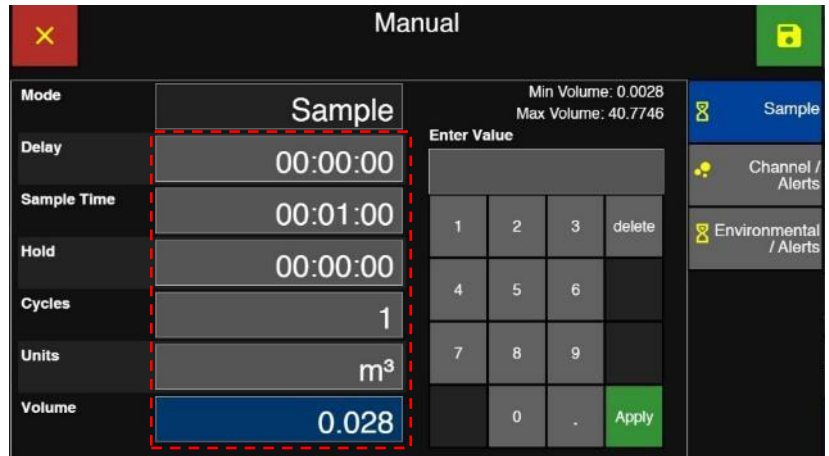 Manual
Mode
Sample
Delay
00:00:00
Sample Time
00:01:00
Hold
00:00:00
Cycles
1
Units
m³
Volume
0.028
Min Volume: 0.0028
Max Volume: 40.7746
Enter Value
1 2 3 delete
4 5 6
7 8 9
0 . Apply
Sample
Channel /
Alerts
Environmental
/ Alerts